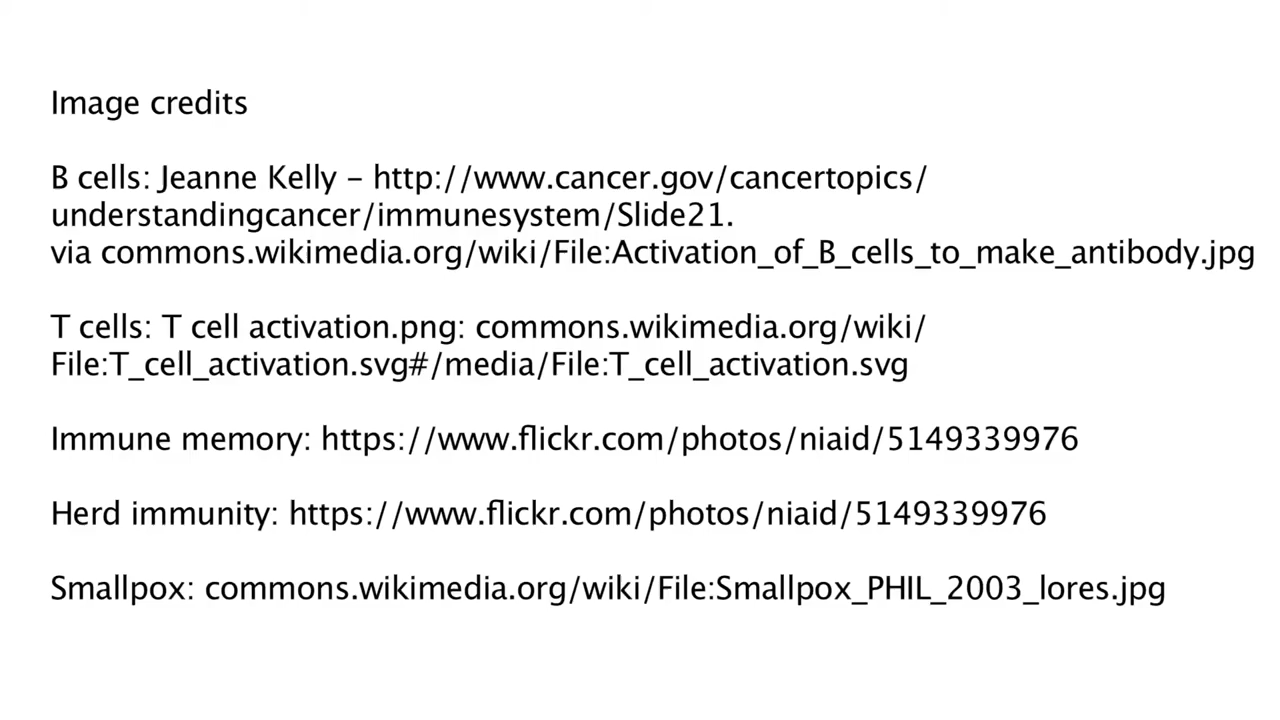 Image credits
B cells: Jeanne Kelly – http://www.cancer.gov/cancertopics/
understandingcancer/immunesystem/Slide21.
via commons.wikimedia.org/wiki/File:Activation_of_B_cells_to_make_antibody.jpg
T cells: T cell activation.png: commons.wikimedia.org/wiki/
File:T_cell_activation.svg#/media/File:T_cell_activation.svg
Immune memory: https://www.flickr.com/photos/niaid/5149339976
Herd immunity: https://www.flickr.com/photos/niaid/5149339976
Smallpox: commons.wikimedia.org/wiki/File:Smallpox_PHIL_2003_lores.jpg